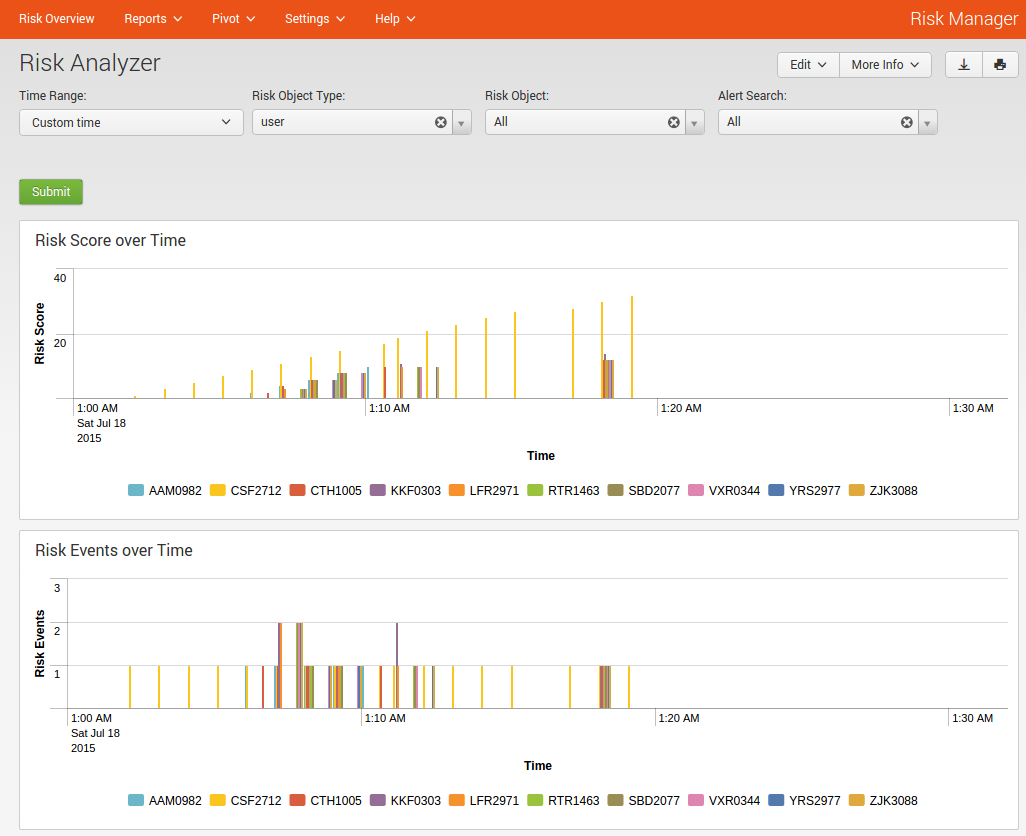 Risk Overview Reports Pivot Settings Help Risk Manager
Risk Analyzer Edit More Info
Time Range: Risk Object Type: Risk Object: Alert Search:
Custom time user All All
Submit
Risk Score over Time
40
20
Risk Score
1:00 AM 1:10 AM 1:20 AM 1:30 AM
Sat Jul 18
2015
Time
AAM0982 CSF2712 CTH1005 KKF0303 LFR2971 RTR1463 SBD2077 VXR0344 YRS2977 ZJK3088
Risk Events over Time
3
2
1
Risk Events
1:00 AM 1:10 AM 1:20 AM 1:30 AM
Sat Jul 18
2015
Time
AAM0982 CSF2712 CTH1005 KKF0303 LFR2971 RTR1463 SBD2077 VXR0344 YRS2977 ZJK3088